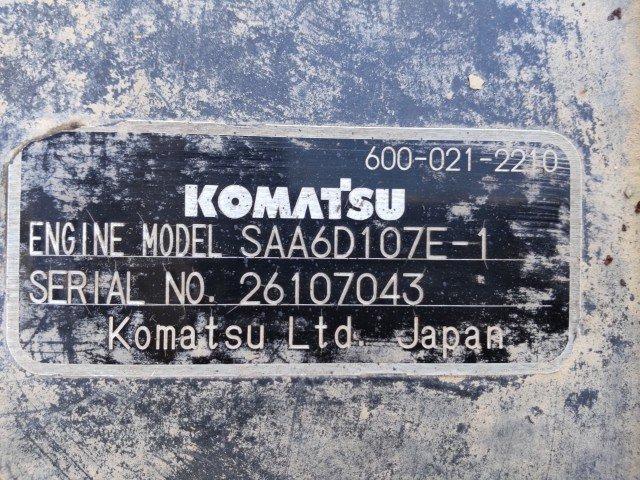 600-021-2210
KOMATSU
ENGINE MODEL SAA6D107E-1
SERIAL NO. 26107043
Komatsu Ltd. Japan